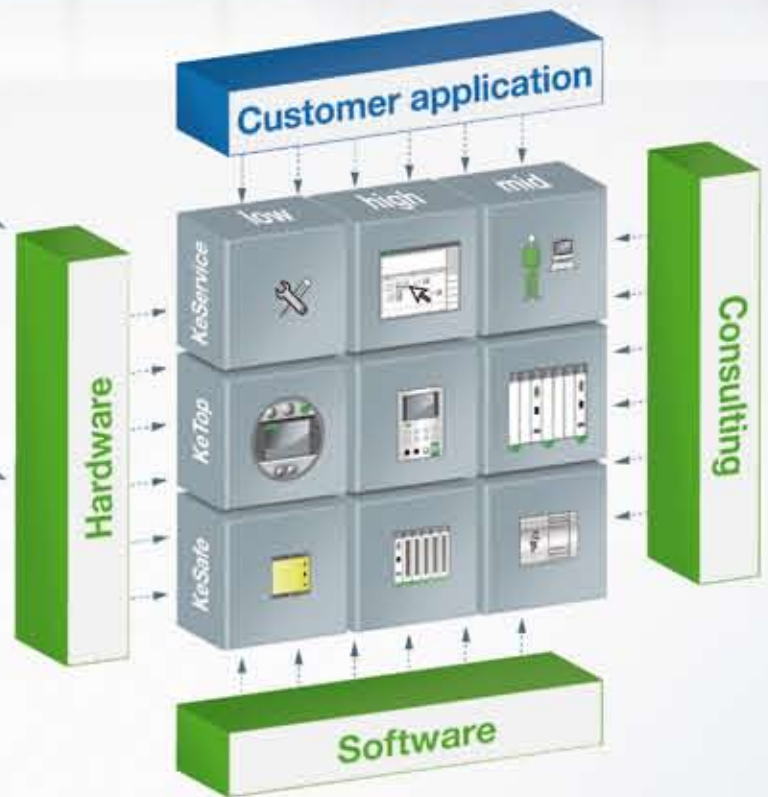 Customer application
low
high
mid
KeService
KeTop
KeSafe
Hardware
Consulting
Software